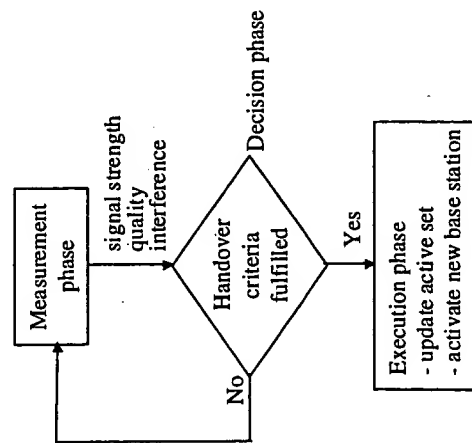 Measurement
phase
signal strength
quality
interference
Handover
criteria
fulfilled
Decision phase
No
Yes
Execution phase
- update active set
- activate new base station